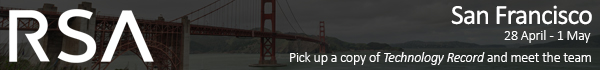 RSA
San Francisco
28 April - 1 May
Pick up a copy of Technology Record and meet the team